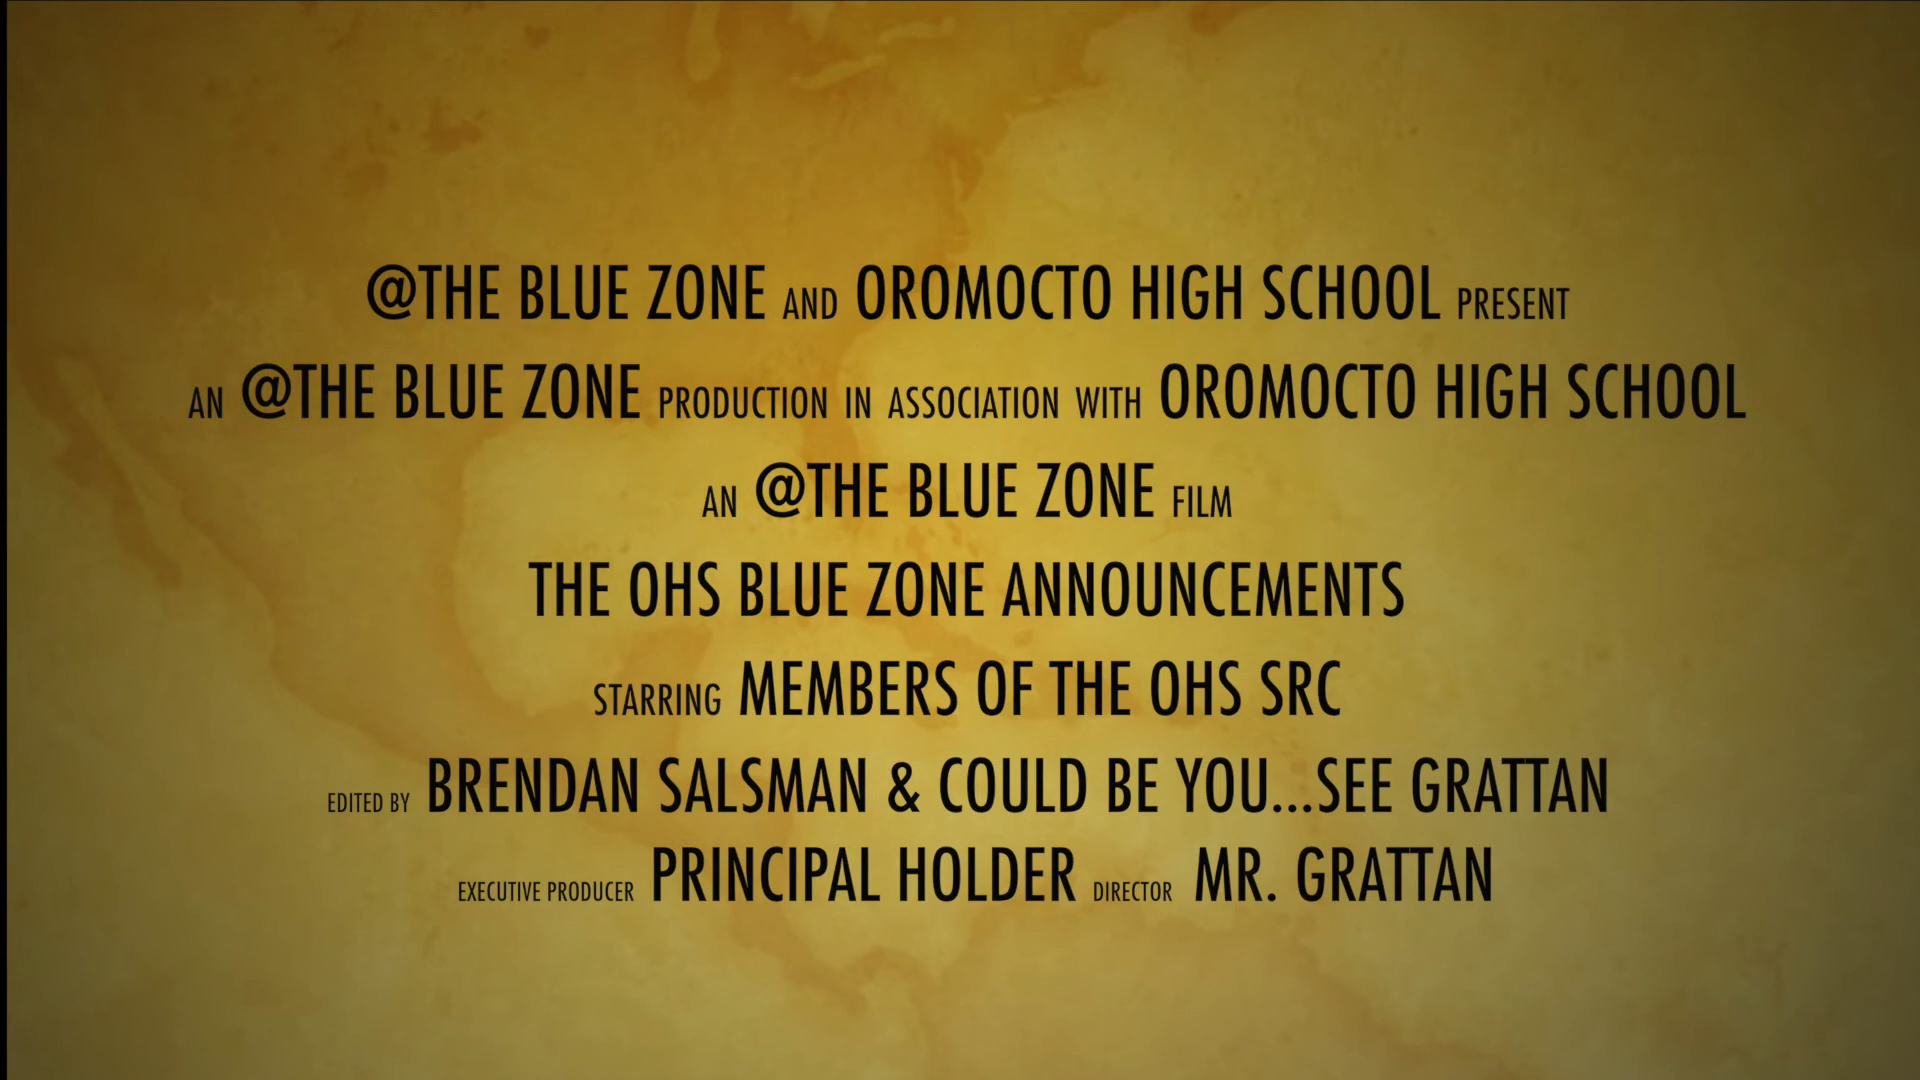 @THE BLUE ZONE AND OROMOCTO HIGH SCHOOL PRESENT
AN @THE BLUE ZONE PRODUCTION IN ASSOCIATION WITH OROMOCTO HIGH SCHOOL
AN @THE BLUE ZONE FILM
THE OHS BLUE ZONE ANNOUNCEMENTS
STARRING MEMBERS OF THE OHS SRC
EDITED BY BRENDAN SALSMAN & COULD BE YOU...SEE GRATTAN
EXECUTIVE PRODUCER PRINCIPAL HOLDER DIRECTOR MR. GRATTAN